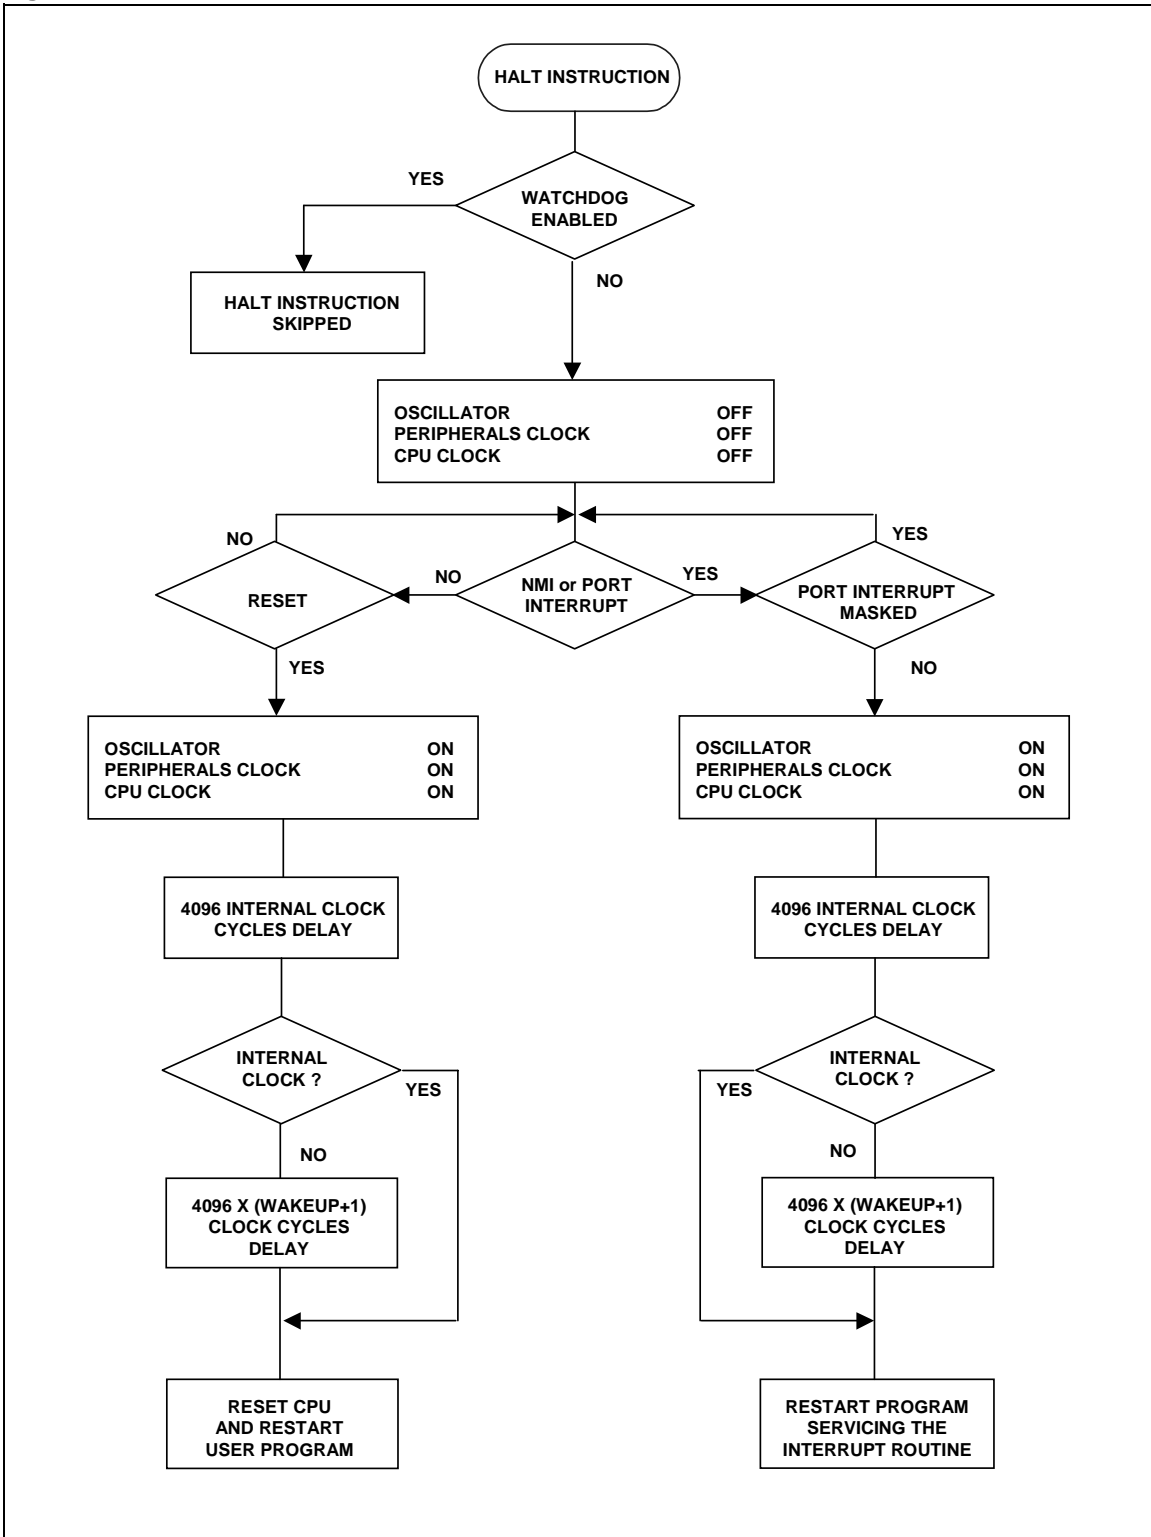 HALT INSTRUCTION
YES
WATCHDOG
ENABLED
NO
HALT INSTRUCTION
SKIPPED
OSCILLATOR OFF
PERIPHERALS CLOCK OFF
CPU CLOCK OFF
NO
YES
RESET
NO
NMI or PORT
INTERRUPT
YES
PORT INTERRUPT
MASKED
YES
NO
OSCILLATOR ON
PERIPHERALS CLOCK ON
CPU CLOCK ON
OSCILLATOR ON
PERIPHERALS CLOCK ON
CPU CLOCK ON
4096 INTERNAL CLOCK
CYCLES DELAY
4096 INTERNAL CLOCK
CYCLES DELAY
INTERNAL
CLOCK ?
YES
INTERNAL
CLOCK ?
YES
NO
NO
4096 X (WAKEUP+1)
CLOCK CYCLES
DELAY
4096 X (WAKEUP+1)
CLOCK CYCLES
DELAY
RESET CPU
AND RESTART
USER PROGRAM
RESTART PROGRAM
SERVICING THE
INTERRUPT ROUTINE